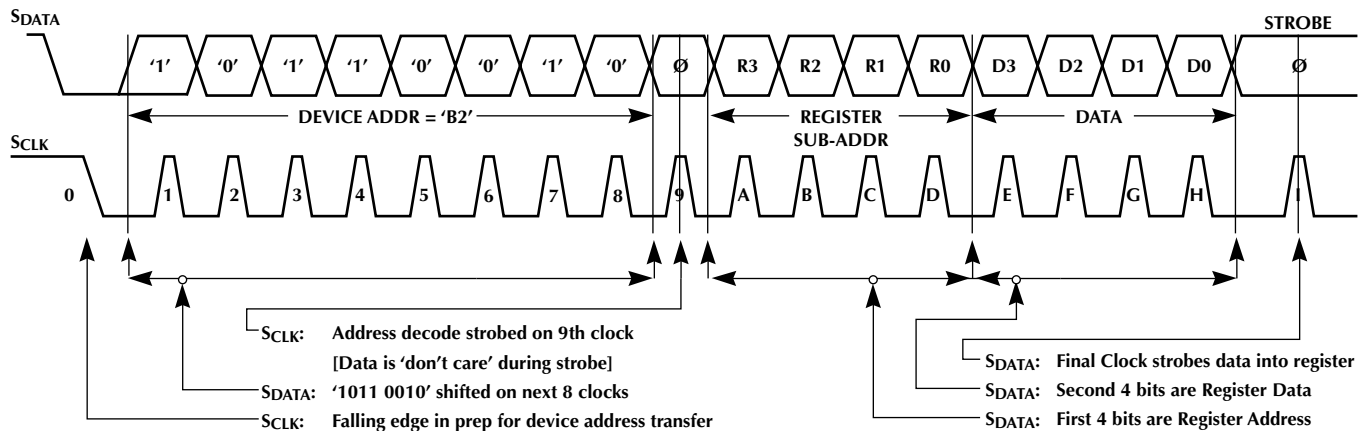 SDATA
STROBE
'1' '0' '1' '1' '0' '0' '1' '0' Ø R3 R2 R1 R0 D3 D2 D1 D0 Ø
DEVICE ADDR = 'B2'
REGISTER
SUB-ADDR
DATA
SCLK
0 1 2 3 4 5 6 7 8 9 A B C D E F G H I
SCLK: Address decode strobed on 9th clock
[Data is 'don't care' during strobe]
SDATA: '1011 0010' shifted on next 8 clocks
SCLK: Falling edge in prep for device address transfer
SDATA: Final Clock strobes data into register
SDATA: Second 4 bits are Register Data
SDATA: First 4 bits are Register Address